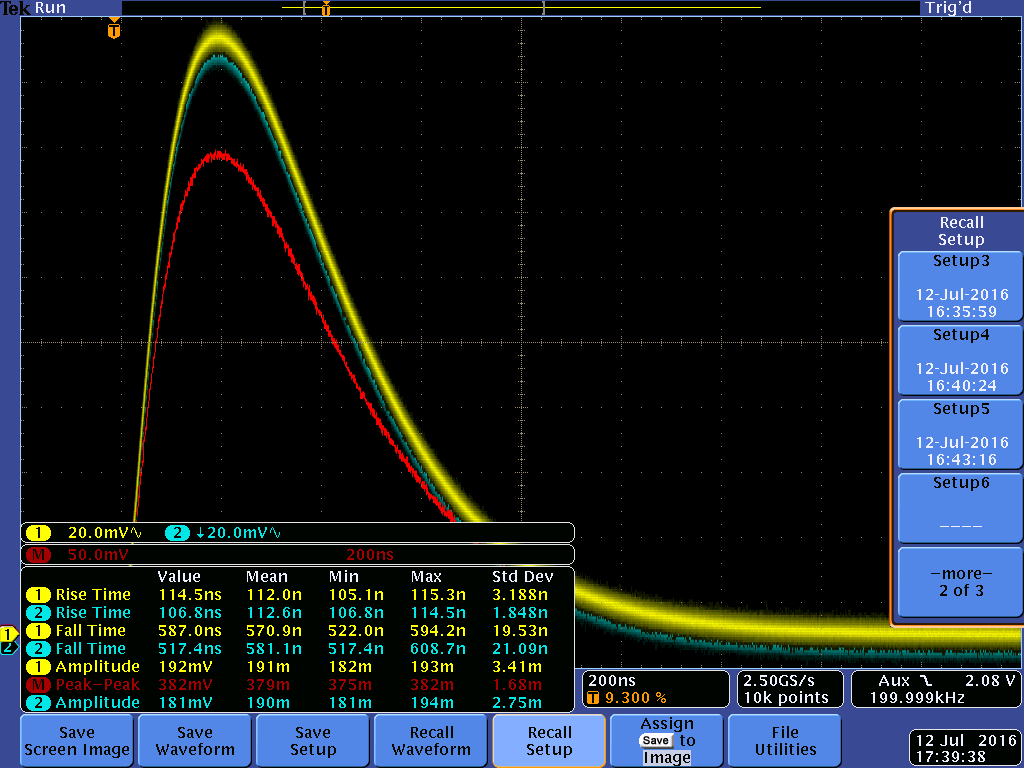 Tek Run Trig'd
T
T
Recall
Setup
Setup3
12-Jul-2016
16:35:59
Setup4
12-Jul-2016
16:40:24
Setup5
12-Jul-2016
16:43:16
Setup6
----
-more-
2 of 3
1
2
1 20.0mV∿ 2 ↓20.0mV∿
M 50.0mV 200ns
Value Mean Min Max Std Dev
1 Rise Time 114.5ns 112.0n 105.1n 115.3n 3.188n
2 Rise Time 106.8ns 112.6n 106.8n 114.5n 1.848n
1 Fall Time 587.0ns 570.9n 522.0n 594.2n 19.53n
2 Fall Time 517.4ns 581.1n 517.4n 608.7n 21.09n
1 Amplitude 192mV 191m 182m 193m 3.41m
M Peak-Peak 382mV 379m 375m 382m 1.68m
2 Amplitude 181mV 190m 181m 194m 2.75m
200ns
T 9.300 %
2.50GS/s
10k points
Aux ↘ 2.08 V
199.999kHz
Save
Screen Image
Save
Waveform
Save
Setup
Recall
Waveform
Recall
Setup
Assign
Save to
Image
File
Utilities
12 Jul 2016
17:39:38